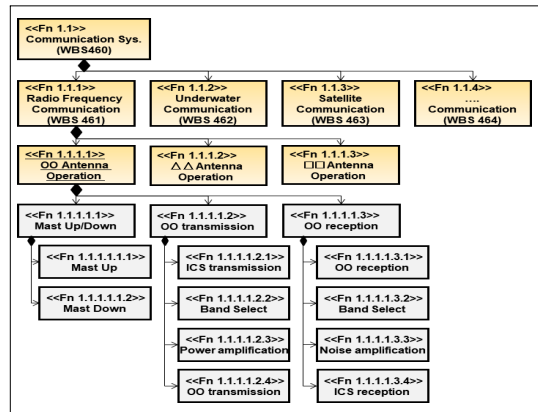 <<Fn 1.1>>
Communication Sys.
(WBS460)
<<Fn 1.1.1>>
Radio Frequency
Communication
(WBS 461)
<<Fn 1.1.2>>
Underwater
Communication
(WBS 462)
<<Fn 1.1.3>>
Satellite
Communication
(WBS 463)
<<Fn 1.1.4>>
....
Communication
(WBS 464)
<<Fn 1.1.1.1>>
OO Antenna
Operation
<<Fn 1.1.1.2>>
△△Antenna
Operation
<<Fn 1.1.1.3>>
□□Antenna
Operation
<<Fn 1.1.1.1.1>>
Mast Up/Down
<<Fn 1.1.1.1.2>>
OO transmission
<<Fn 1.1.1.1.3>>
OO reception
<<Fn 1.1.1.1.1.1>>
Mast Up
<<Fn 1.1.1.1.1.2>>
Mast Down
<<Fn 1.1.1.1.2.1>>
ICS transmission
<<Fn 1.1.1.1.2.2>>
Band Select
<<Fn 1.1.1.1.2.3>>
Power amplification
<<Fn 1.1.1.1.2.4>>
OO transmission
<<Fn 1.1.1.1.3.1>>
OO reception
<<Fn 1.1.1.1.3.2>>
Band Select
<<Fn 1.1.1.1.3.3>>
Noise amplification
<<Fn 1.1.1.1.3.4>>
ICS reception